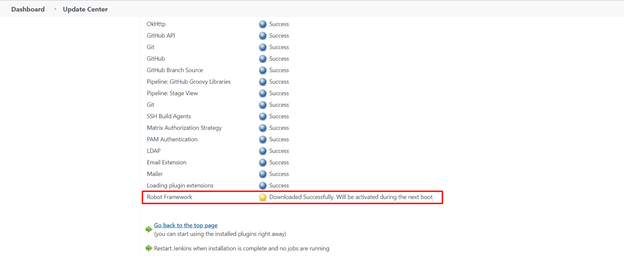 Dashboard › Update Center
OkHttp Success
GitHub API Success
Git Success
GitHub Success
GitHub Branch Source Success
Pipeline: GitHub Groovy Libraries Success
Pipeline: Stage View Success
Git Success
SSH Build Agents Success
Matrix Authorization Strategy Success
PAM Authentication Success
LDAP Success
Email Extension Success
Mailer Success
Loading plugin extensions Success
Robot Framework Downloaded Successfully. Will be activated during the next boot
Go back to the top page
(you can start using the installed plugins right away)
Restart Jenkins when installation is complete and no jobs are running